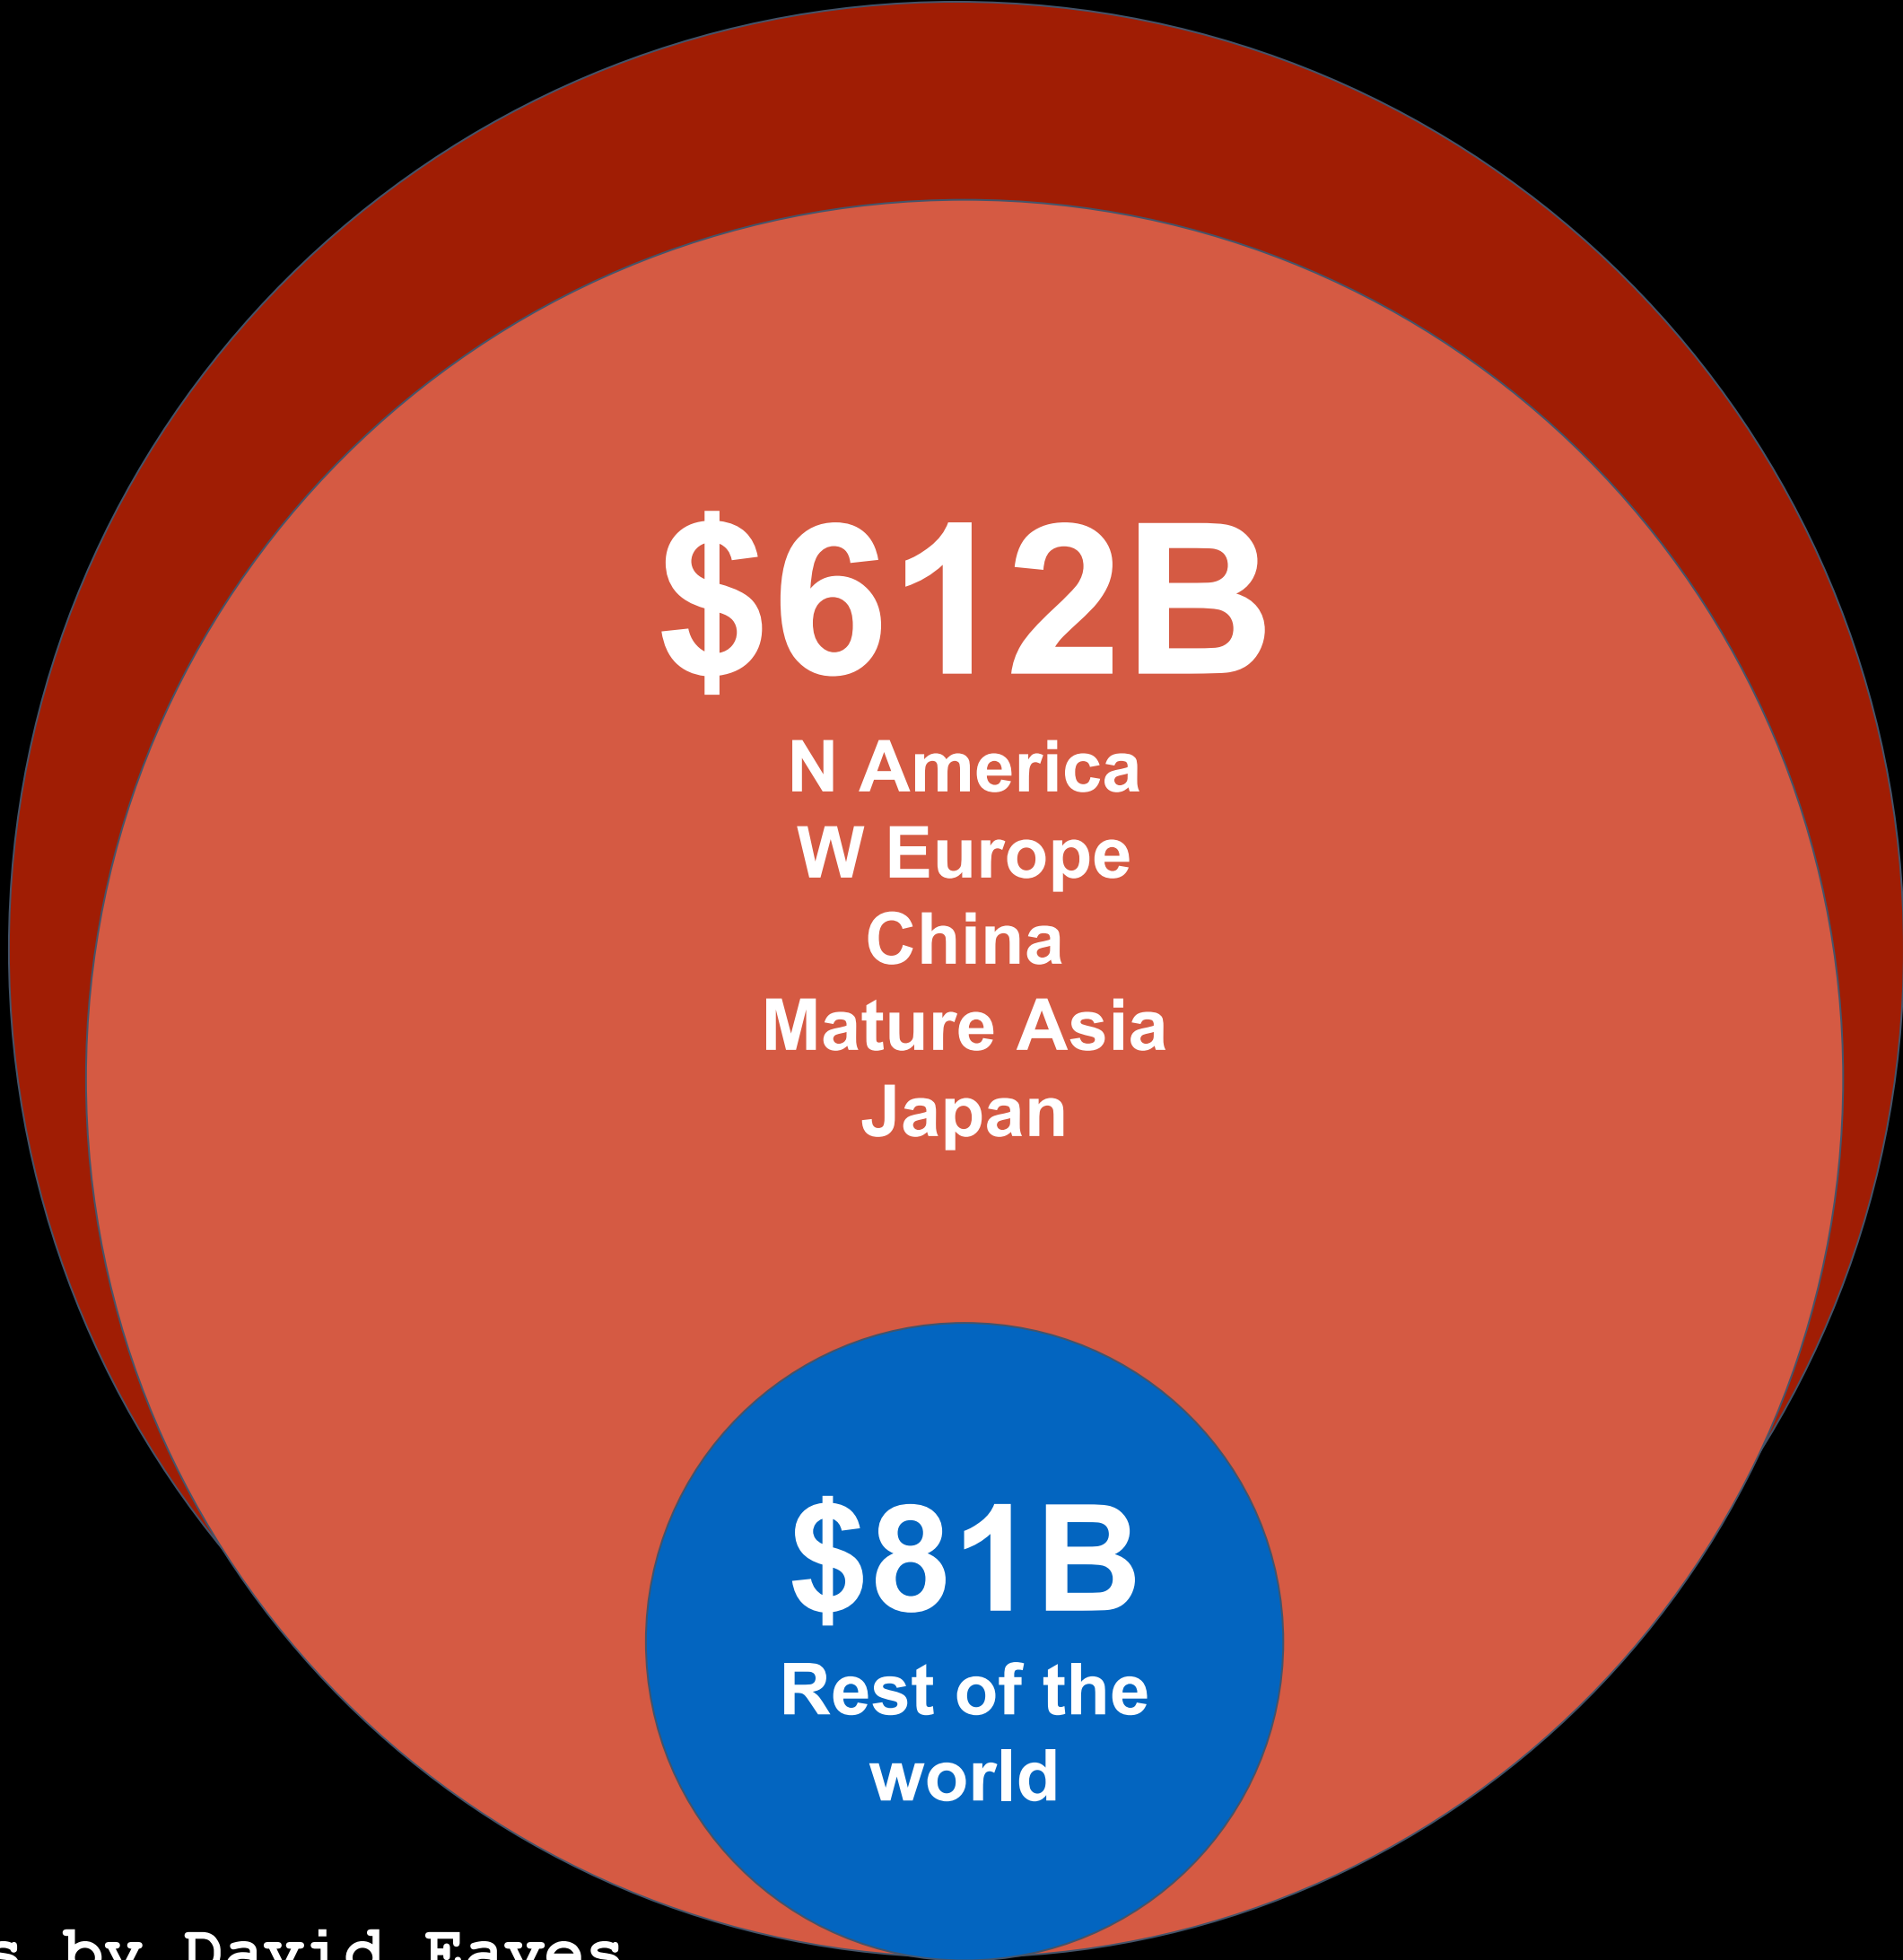 $612B
N America
W Europe
China
Mature Asia
Japan
$81B
Rest of the
world
by David Eaves